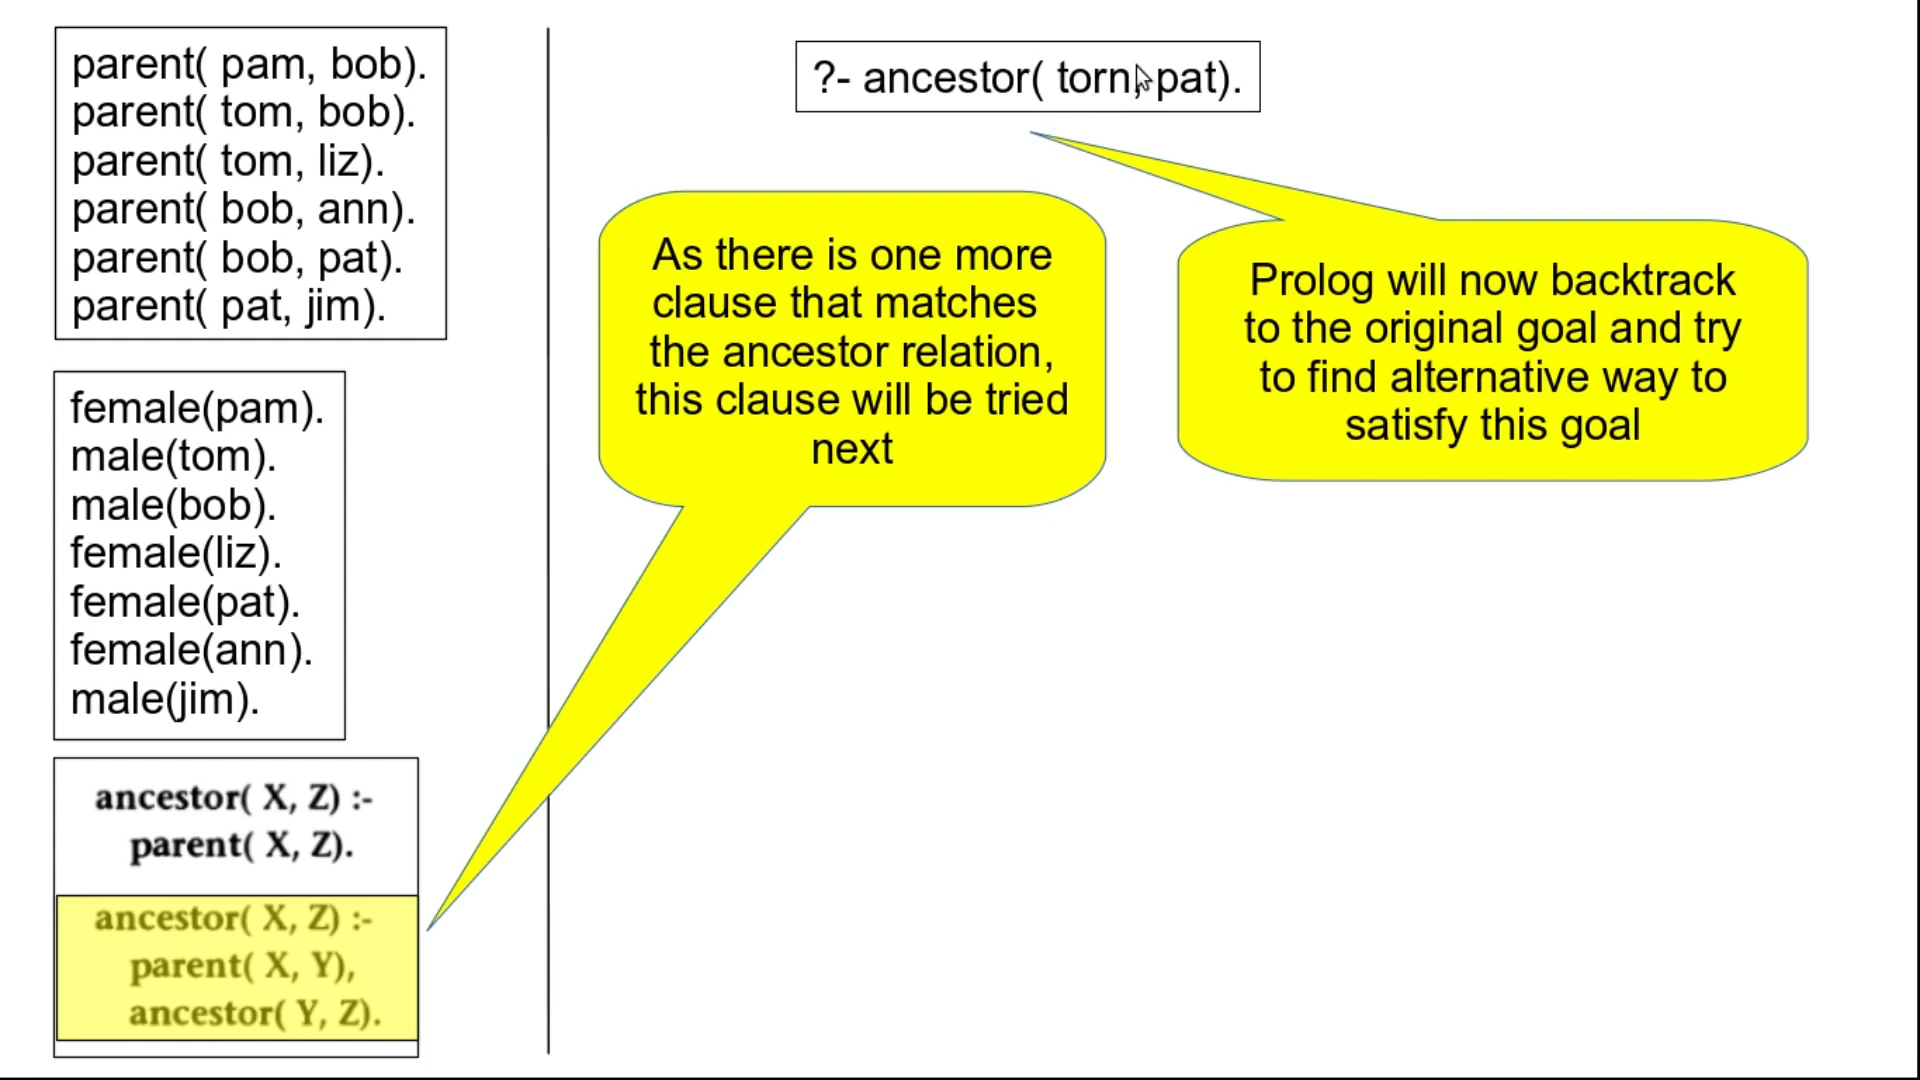 parent( pam, bob).
parent( tom, bob).
parent( tom, liz).
parent( bob, ann).
parent( bob, pat).
parent( pat, jim).
female(pam).
male(tom).
male(bob).
female(liz).
female(pat).
female(ann).
male(jim).
ancestor( X, Z) :-
parent( X, Z).
ancestor( X, Z) :-
parent( X, Y),
ancestor( Y, Z).
?- ancestor( torn, pat).
As there is one more
clause that matches
the ancestor relation,
this clause will be tried
next
Prolog will now backtrack
to the original goal and try
to find alternative way to
satisfy this goal